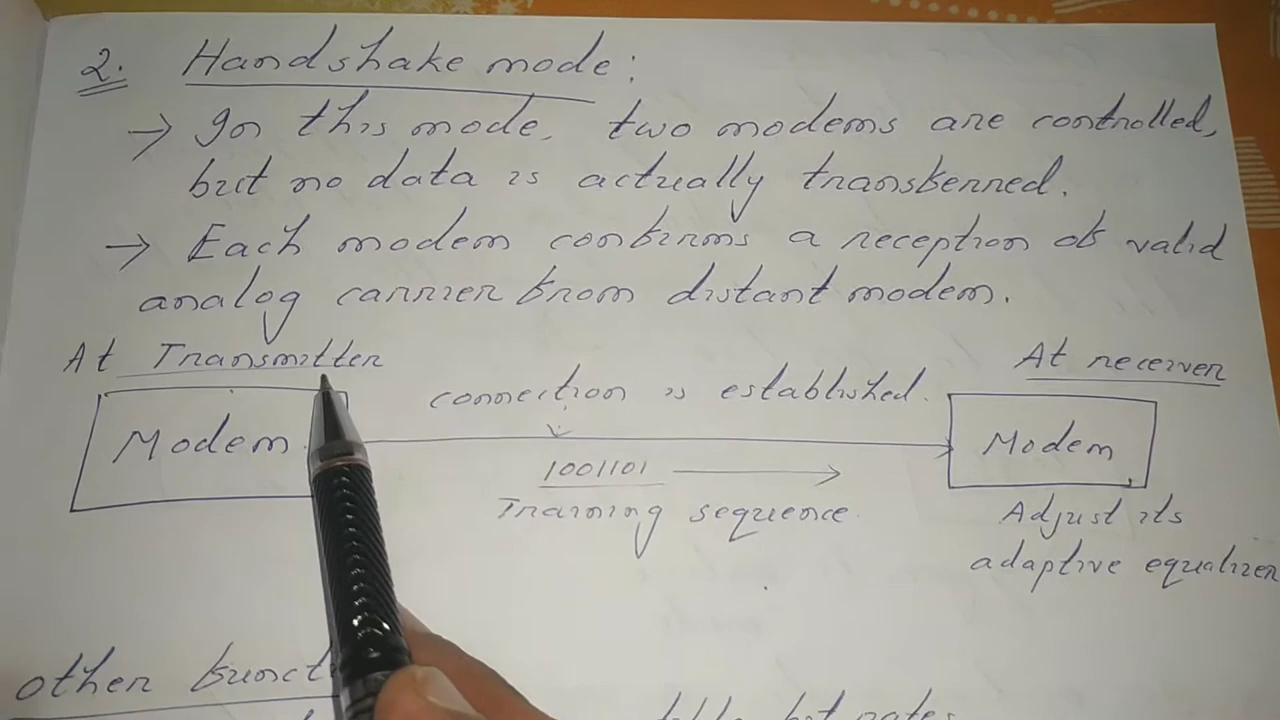 2. Handshake mode:
→ In this mode, two modems are controlled,
but no data is actually transferred.
→ Each modem confirms a reception of valid
analog carrier from distant modem.
At Transmitter
At receiver
connection is established.
Modem
Modem
1001101 →
Training sequence
Adjust its
adaptive equalizer
other
bit rates